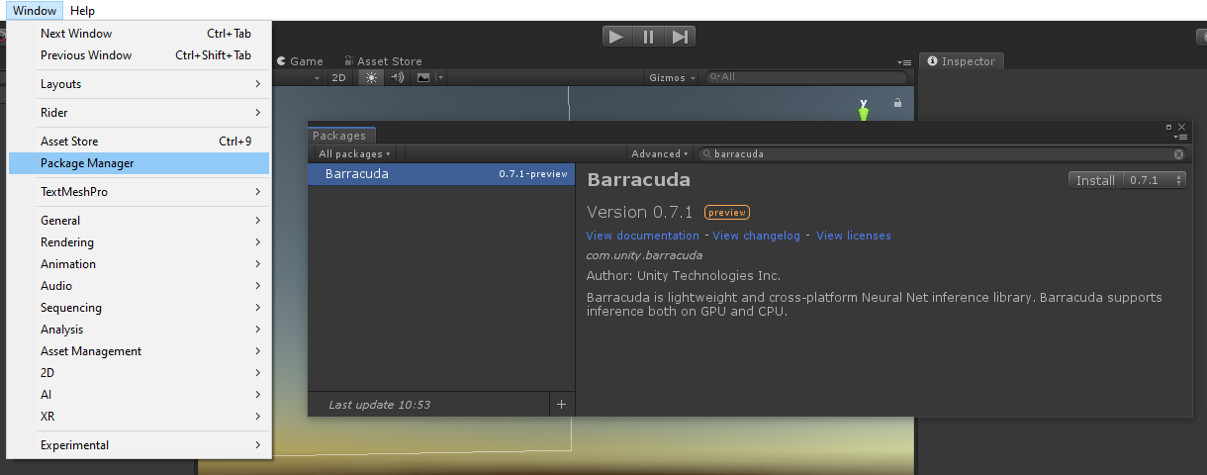 Window Help
Next Window Ctrl+Tab
Previous Window Ctrl+Shift+Tab
Layouts
Rider
Asset Store Ctrl+9
Package Manager
TextMeshPro
General
Rendering
Animation
Audio
Sequencing
Analysis
Asset Management
2D
AI
XR
Experimental
Game Asset Store
2D Gizmos All
y
Inspector
Packages
All packages Advanced barracuda
Barracuda 0.7.1-preview
Last update 10:53 +
Barracuda
Install 0.7.1
Version 0.7.1 preview
View documentation - View changelog - View licenses
com.unity.barracuda
Author: Unity Technologies Inc.
Barracuda is lightweight and cross-platform Neural Net inference library. Barracuda supports
inference both on GPU and CPU.